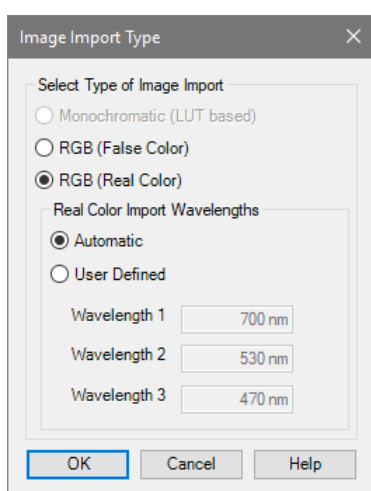 Image Import Type
Select Type of Image Import
Monochromatic (LUT based)
RGB (False Color)
RGB (Real Color)
Real Color Import Wavelengths
Automatic
User Defined
Wavelength 1 700 nm
Wavelength 2 530 nm
Wavelength 3 470 nm
OK Cancel Help